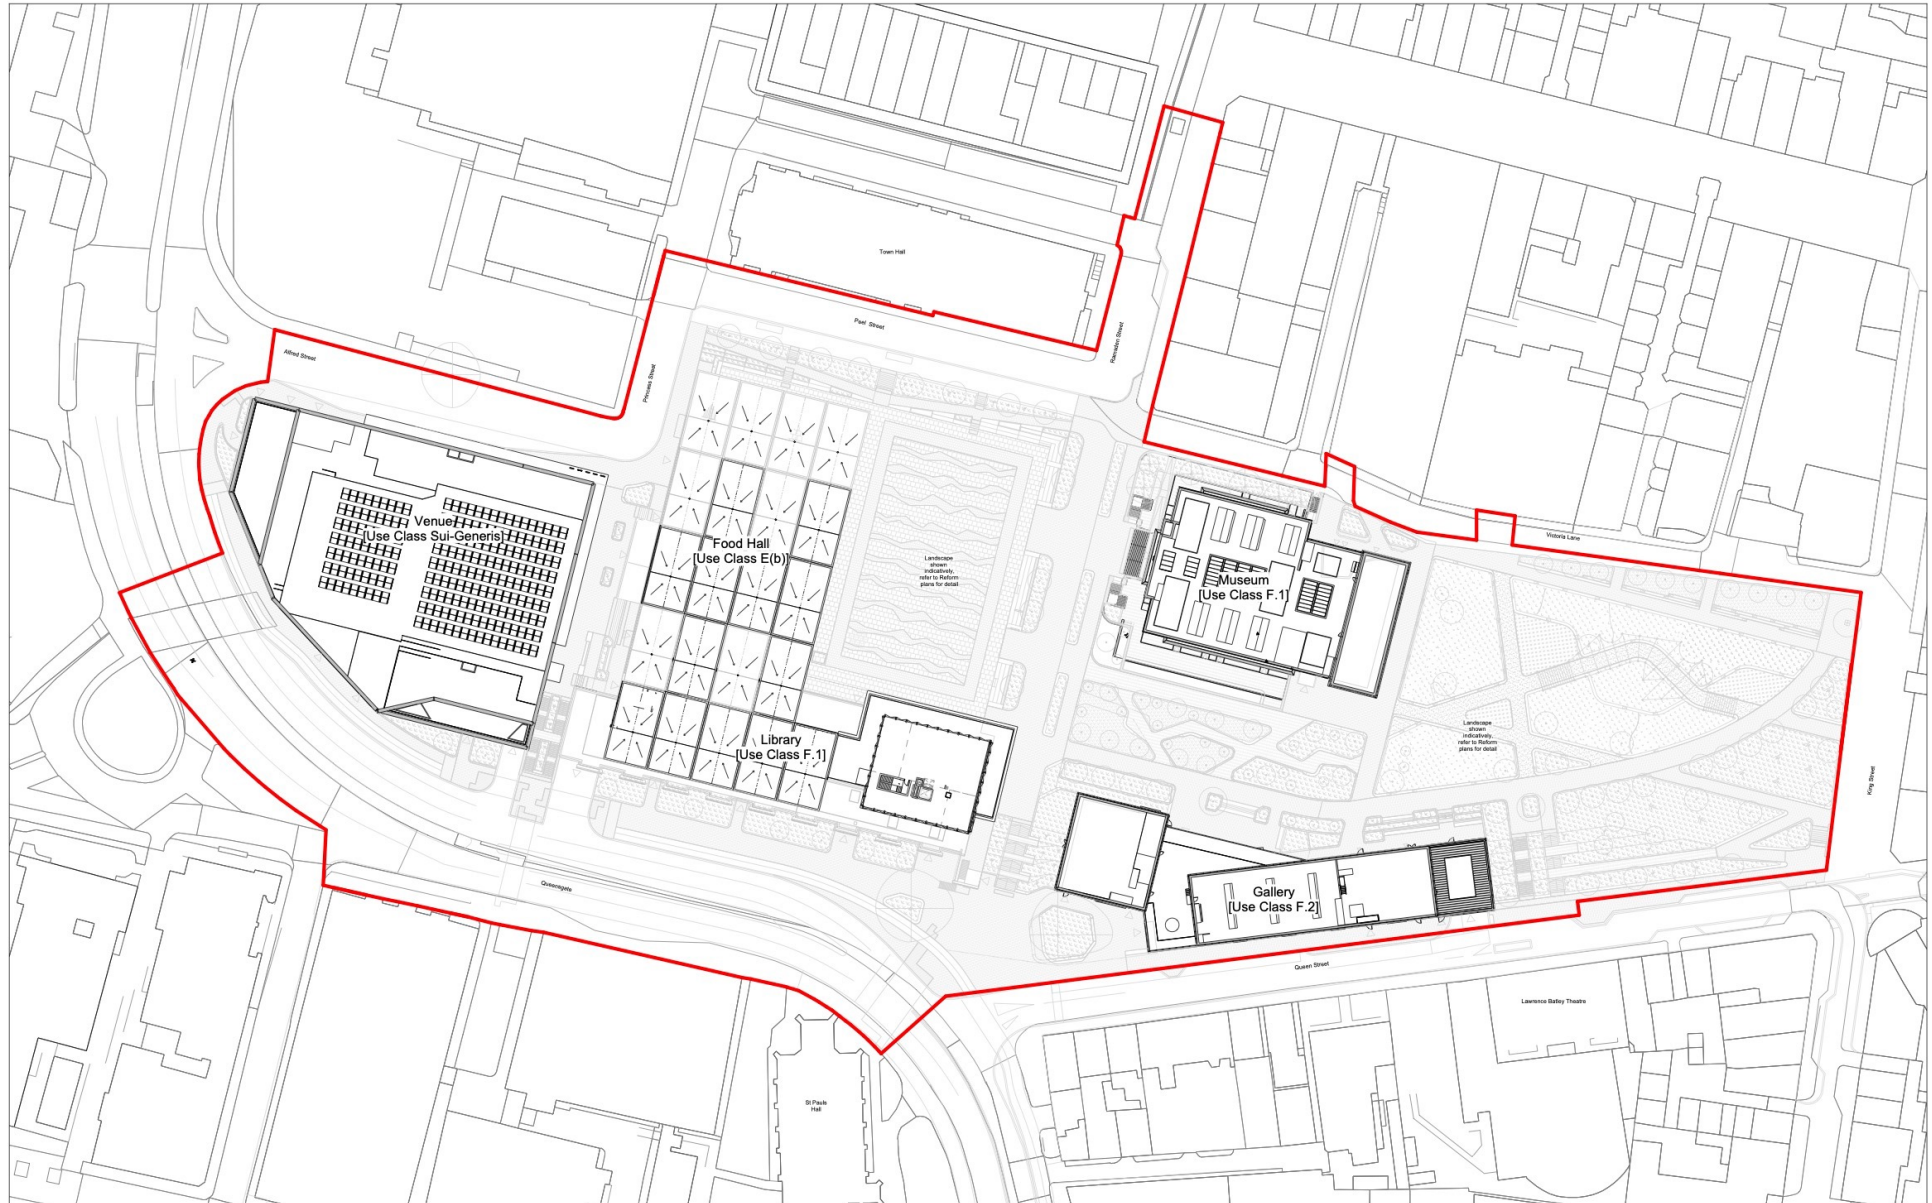 Town Hall
Peel Street
Ramsden Street
Alfred Street
Princess Street
Venue
[Use Class Sui-Generis]
Food Hall
[Use Class E(b)]
Landscape
shown
indicatively,
refer to Reform
plans for detail
Victoria Lane
Museum
[Use Class F.1]
Library
[Use Class F.1]
Landscape
shown
indicatively,
refer to Reform
plans for detail
King Street
Queensgate
Gallery
[Use Class F.2]
Queen Street
Lawrence Batley Theatre
St Pauls
Hall